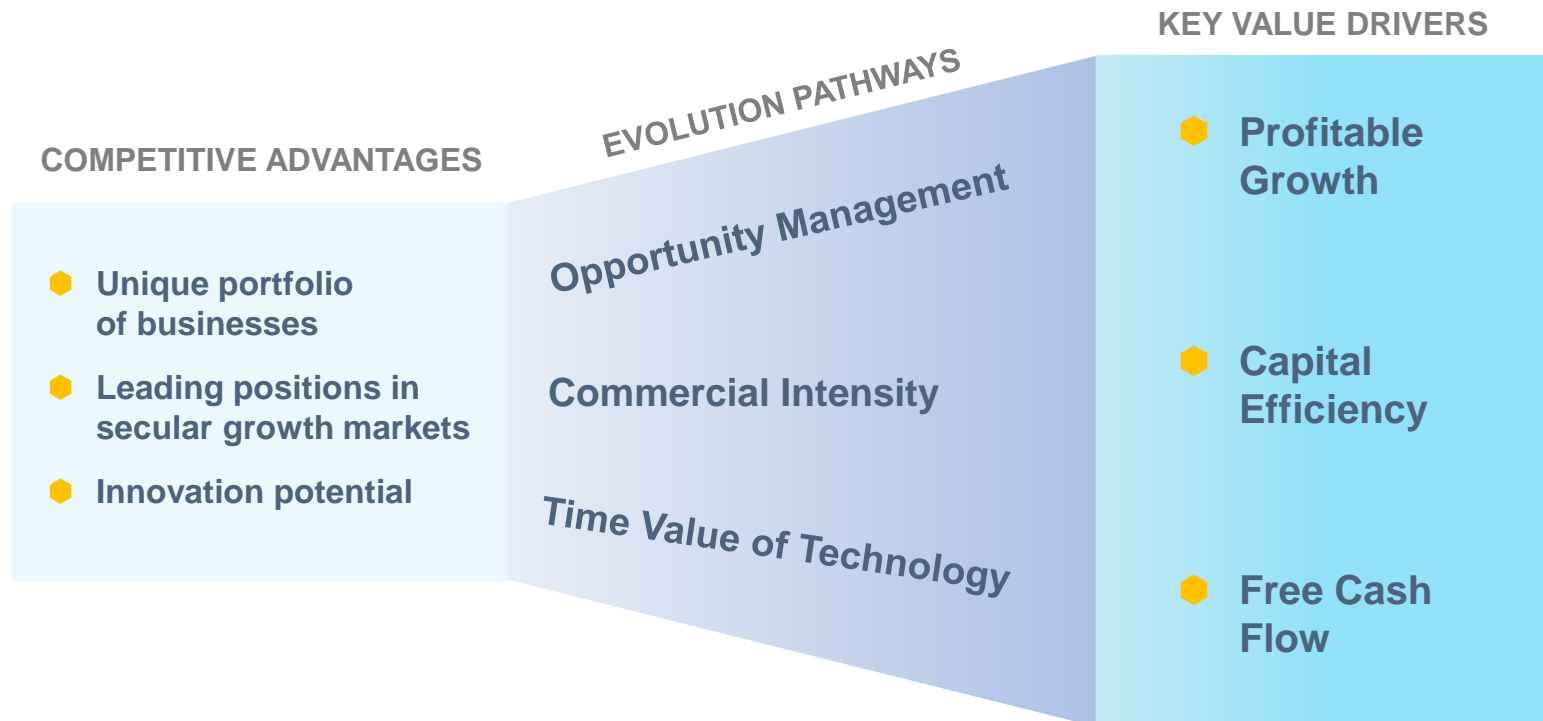 COMPETITIVE ADVANTAGES
Unique portfolio
of businesses
Leading positions in
secular growth markets
Innovation potential
EVOLUTION PATHWAYS
Opportunity Management
Commercial Intensity
Time Value of Technology
KEY VALUE DRIVERS
Profitable
Growth
Capital
Efficiency
Free Cash
Flow